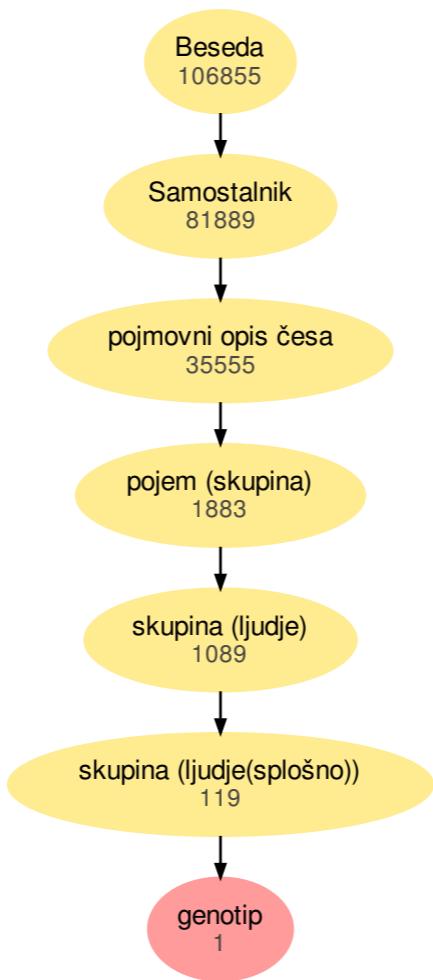 Beseda
106855
Samostalnik
81889
pojmovni opis česa
35555
pojem (skupina)
1883
skupina (ljudje)
1089
skupina (ljudje(splošno))
119
genotip
1